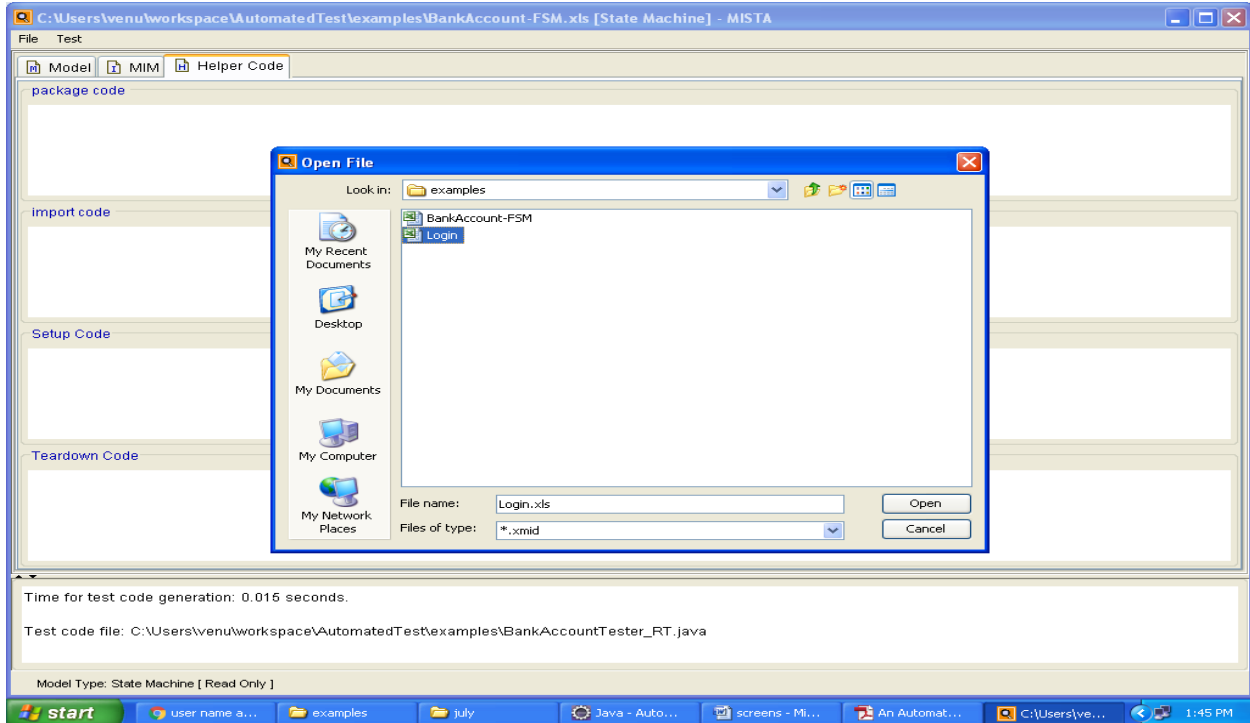 C:\Users\venu\workspace\AutomatedTest\examples\BankAccount-FSM.xls [State Machine] - MISTA
File Test
Model MIM Helper Code
package code
import code
Setup Code
Teardown Code
Open File
Look in: examples
My Recent
Documents
Desktop
My Documents
My Computer
My Network
Places
BankAccount-FSM
Login
File name: Login.xls Open
Files of type: *.xmid Cancel
Time for test code generation: 0.015 seconds.
Test code file: C:\Users\venu\workspace\AutomatedTest\examples\BankAccountTester_RT.java
Model Type: State Machine [ Read Only ]
start user name a... examples july Java - Auto... screens - Mi... An Automat... C:\Users\ve... 1:45 PM